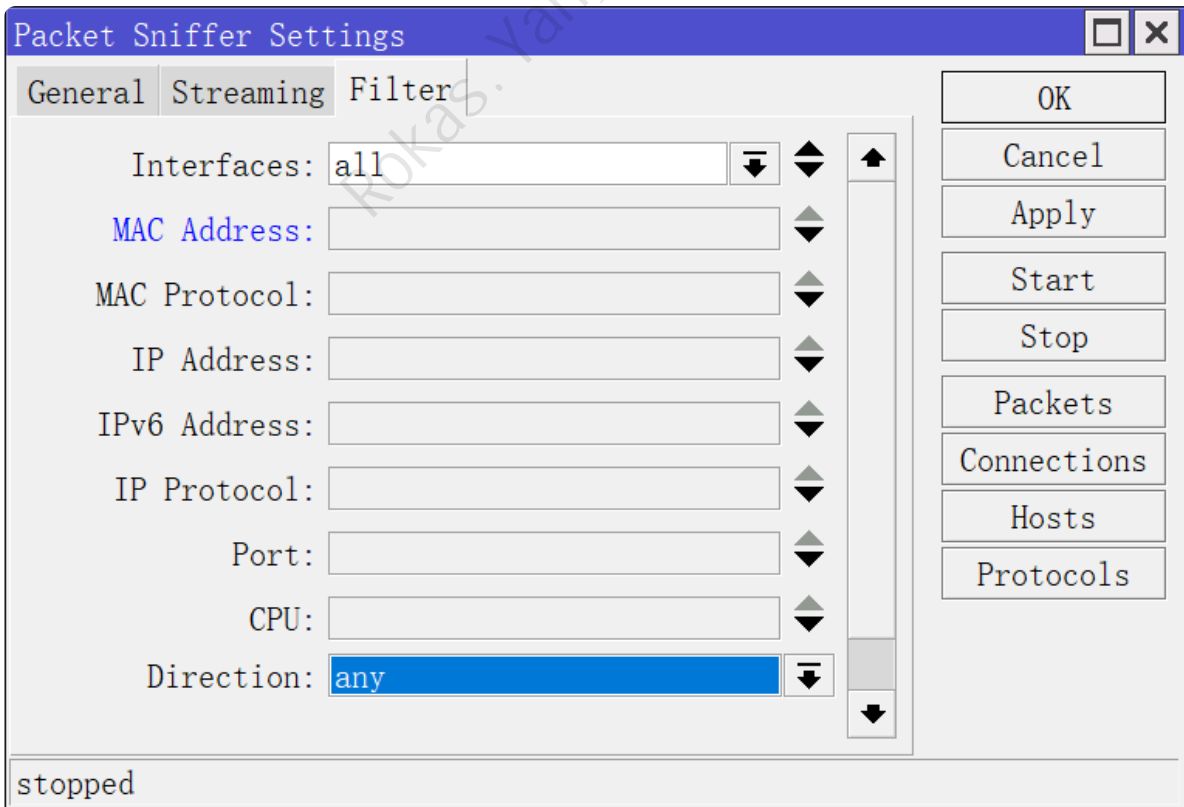 Packet Sniffer Settings
General Streaming Filter
Interfaces: all
MAC Address:
MAC Protocol:
IP Address:
IPv6 Address:
IP Protocol:
Port:
CPU:
Direction: any
OK
Cancel
Apply
Start
Stop
Packets
Connections
Hosts
Protocols
stopped
Rokas.